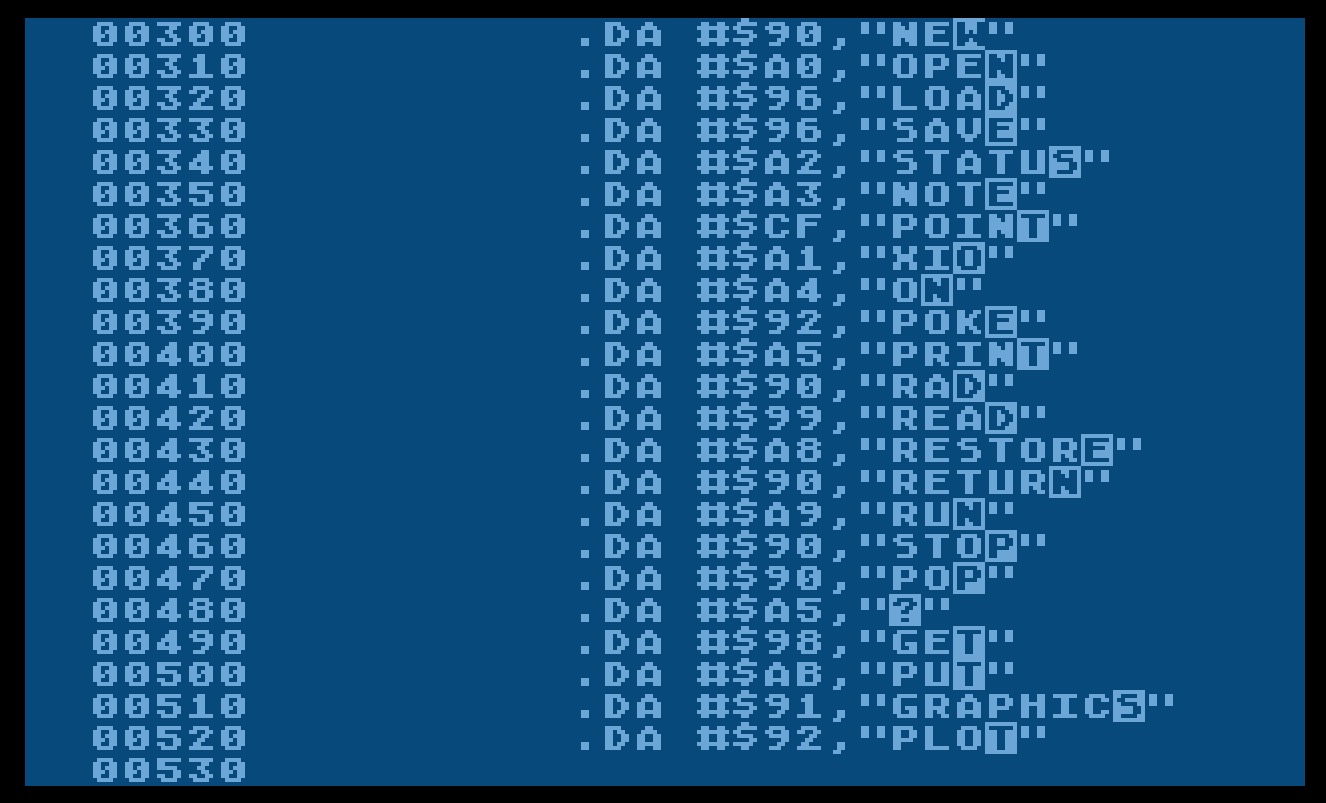 00300 .DA #$90,"NEW"
00310 .DA #$A0,"OPEN"
00320 .DA #$96,"LOAD"
00330 .DA #$96,"SAVE"
00340 .DA #$A2,"STATUS"
00350 .DA #$A3,"NOTE"
00360 .DA #$CF,"POINT"
00370 .DA #$A1,"XIO"
00380 .DA #$A4,"ON"
00390 .DA #$92,"POKE"
00400 .DA #$A5,"PRINT"
00410 .DA #$90,"RAD"
00420 .DA #$99,"READ"
00430 .DA #$A8,"RESTORE"
00440 .DA #$90,"RETURN"
00450 .DA #$A9,"RUN"
00460 .DA #$90,"STOP"
00470 .DA #$90,"POP"
00480 .DA #$A5,"?"
00490 .DA #$98,"GET"
00500 .DA #$AB,"PUT"
00510 .DA #$91,"GRAPHICS"
00520 .DA #$92,"PLOT"
00530